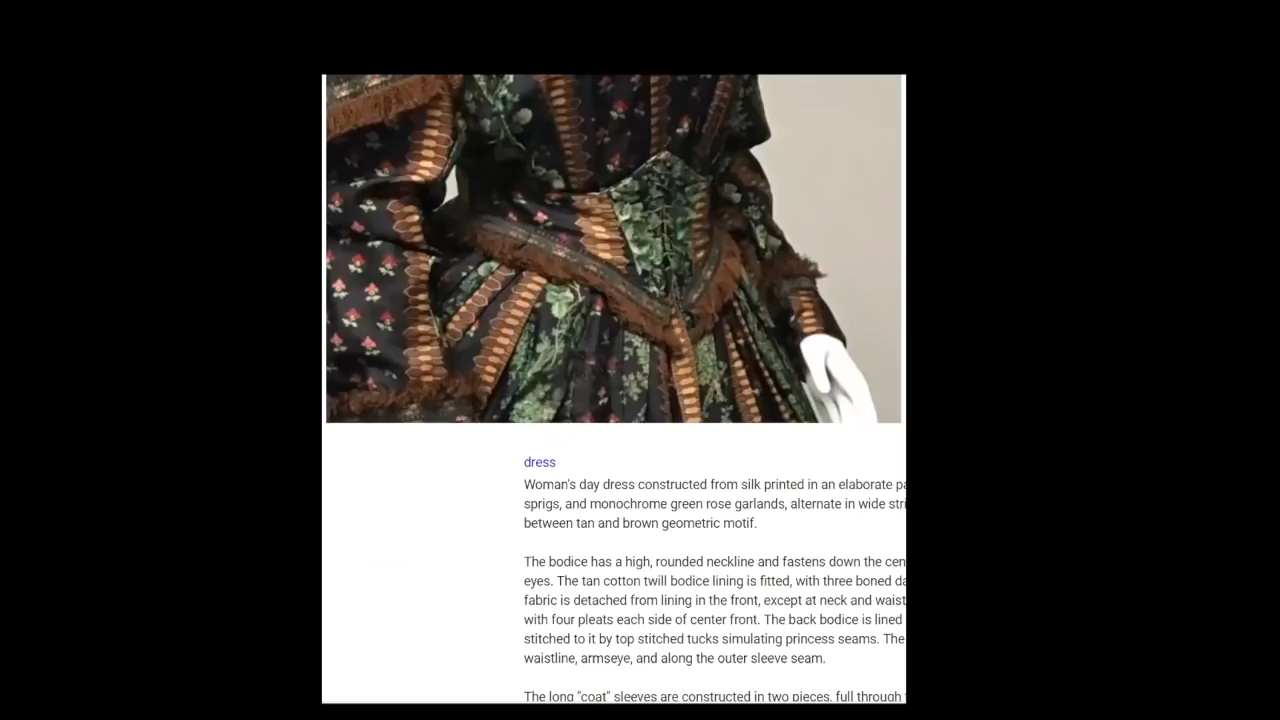 dress
Woman's day dress constructed from silk printed in an elaborate
sprigs, and monochrome green rose garlands, alternate in wide
between tan and brown geometric motif.
The bodice has a high, rounded neckline and fastens down the
eyes. The tan cotton twill bodice lining is fitted, with three boned
fabric is detached from lining in the front, except at neck and
with four pleats each side of center front. The back bodice is lined
stitched to it by top stitched tucks simulating princess seams. The
waistline, armseye, and along the outer sleeve seam.
The long "coat" sleeves are constructed in two pieces, full through